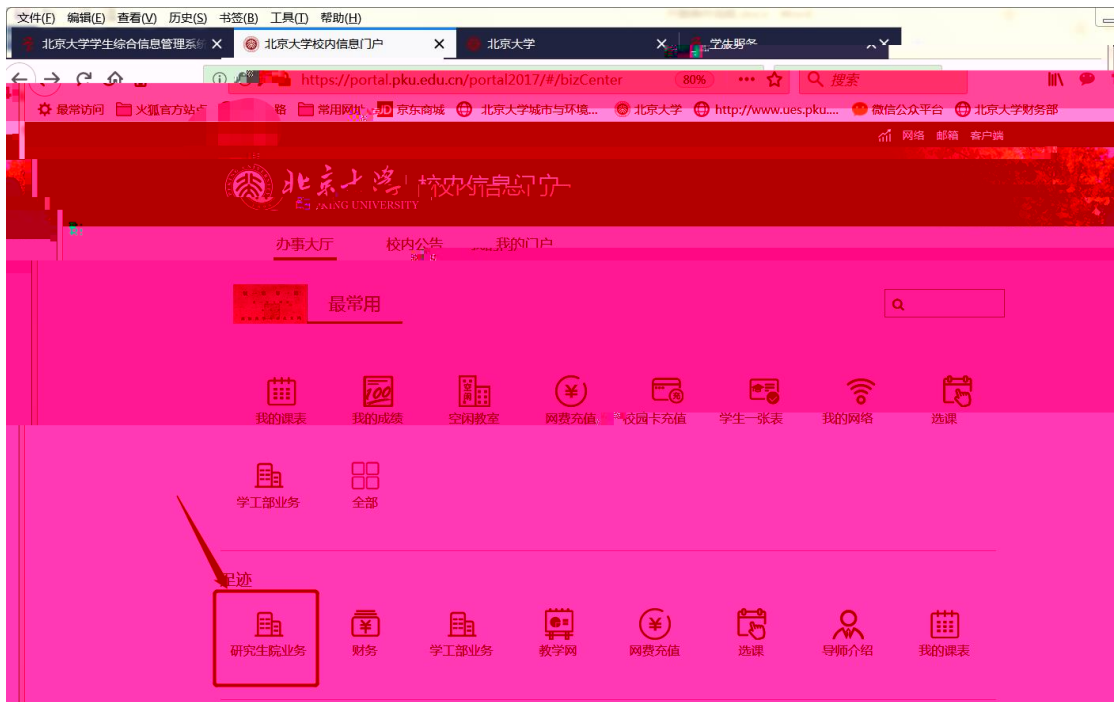 文件(F) 编辑(E) 查看(V) 历史(S) 书签(B) 工具(T) 帮助(H)
北京大学学生综合信息管理系统 北京大学校内信息门户 北京大学
https://portal.pku.edu.cn/portal2017/#/bizCenter 80% 搜索
最常访问 火狐官方站点 常用网址 JD 京东商城 北京大学城市与环境... 北京大学 http://www.ues.pku.... 微信公众平台 北京大学财务部
网络 邮箱 客户端
北京大学 校内信息门户
UNIVERSITY
办事大厅 校内公告 我的门户
最常用
我的课表 我的成绩 空闲教室 网费充值 校园卡充值 学生一张表 我的网络 选课
学工部业务 全部
足迹
研究生院业务 财务 学工部业务 教学网 网费充值 选课 导师介绍 我的课表